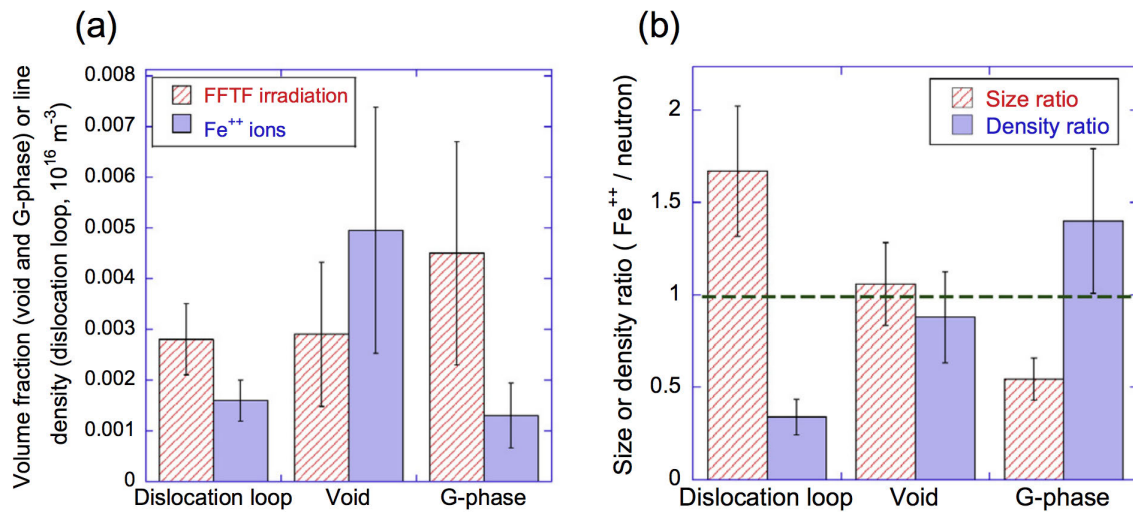 (a)
Volume fraction (void and G-phase) or line
density (dislocation loop, 10¹⁶ m⁻³)
0.008
0.007
0.006
0.005
0.004
0.003
0.002
0.001
0
FFTF irradiation
Fe⁺⁺ ions
Dislocation loop Void G-phase
(b)
Size or density ratio ( Fe⁺⁺ / neutron)
2
1.5
1
0.5
0
Size ratio
Density ratio
Dislocation loop Void G-phase